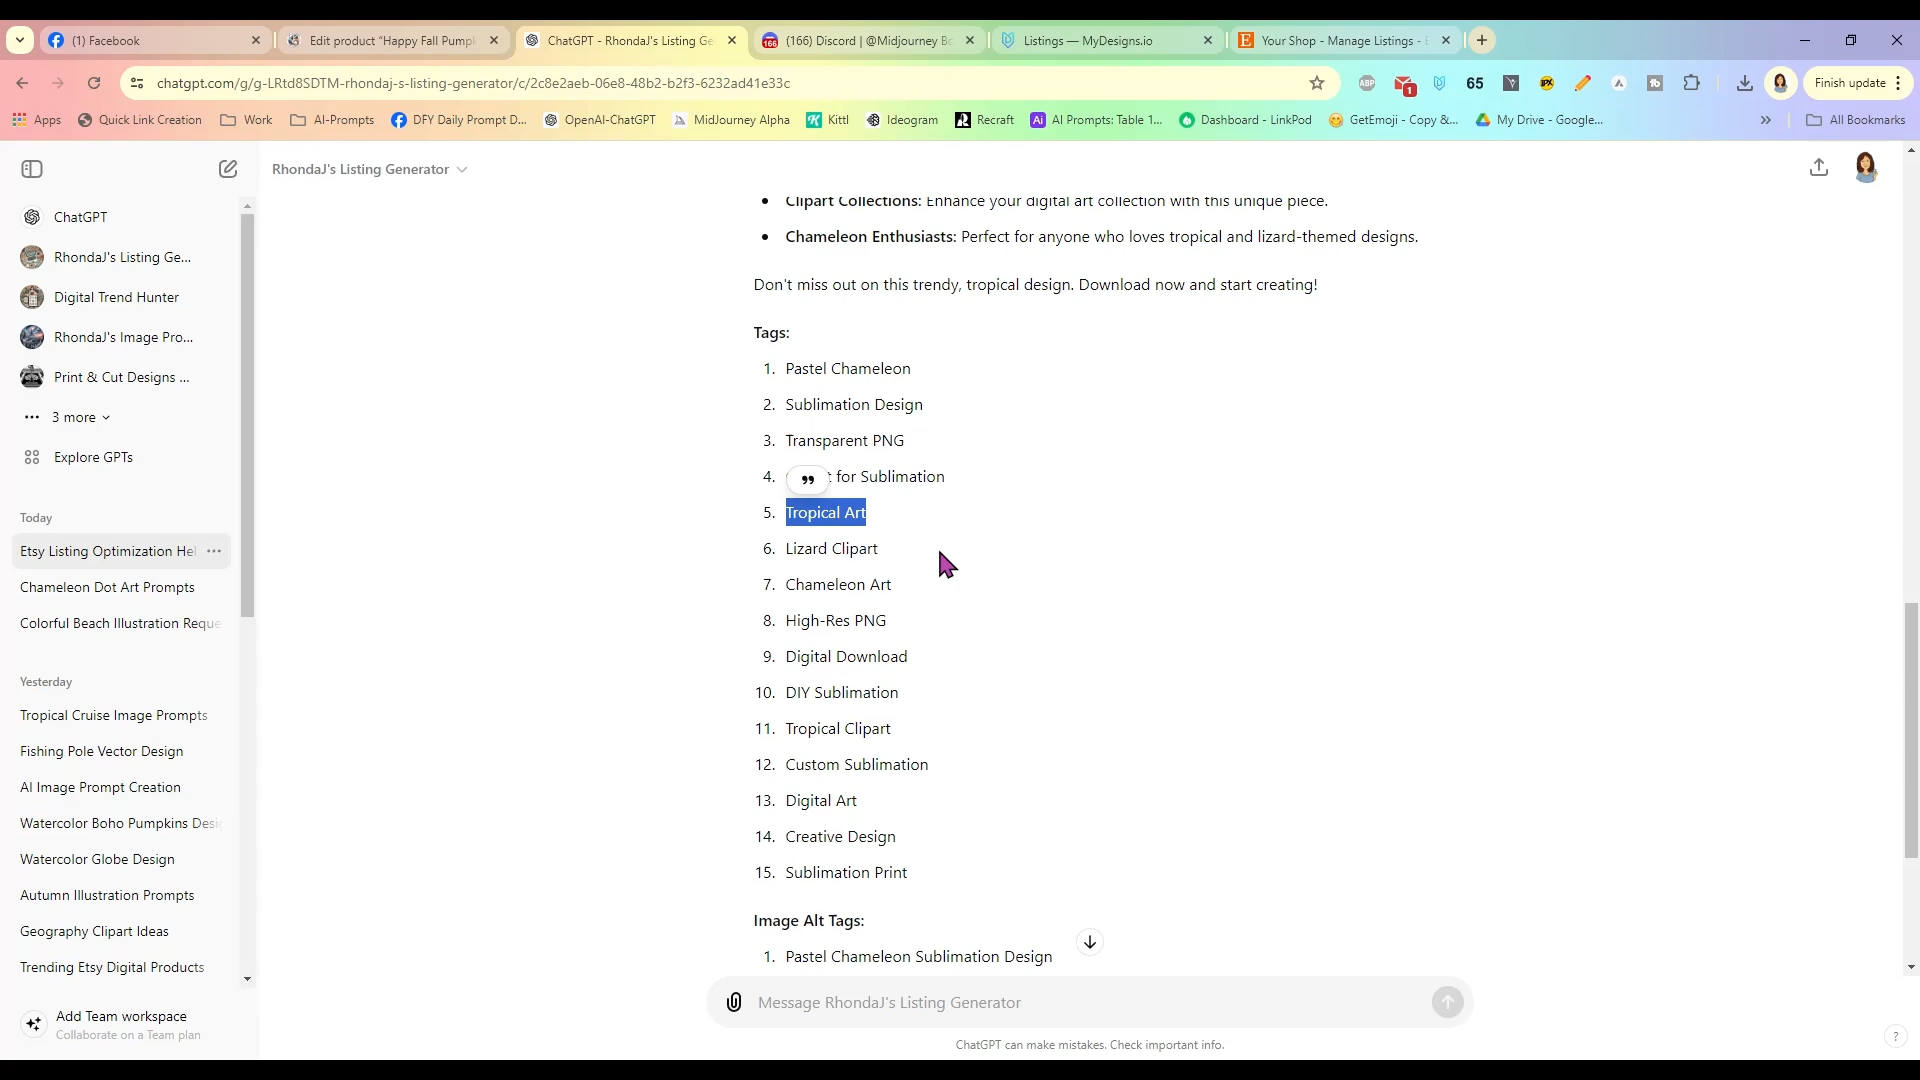 (1) Facebook
Edit product "Happy Fall Pump
ChatGPT - RhondaJ's Listing Ge
(166) Discord | @Midjourney Bo
Listings — MyDesigns.io
Your Shop - Manage Listings -
chatgpt.com/g/g-LRtd8SDTM-rhondaj-s-listing-generator/c/2c8e2aeb-06e8-48b2-b2f3-6232ad41e33c
ABP
1
65
Finish update
Apps
Quick Link Creation
Work
AI-Prompts
DFY Daily Prompt D...
OpenAI-ChatGPT
MidJourney Alpha
Kittl
Ideogram
Recraft
AI Prompts: Table 1...
Dashboard - LinkPod
GetEmoji - Copy &...
My Drive - Google...
All Bookmarks
RhondaJ's Listing Generator
ChatGPT
RhondaJ's Listing Ge...
Digital Trend Hunter
RhondaJ's Image Pro...
Print & Cut Designs ...
3 more
Explore GPTs
Today
Etsy Listing Optimization He
Chameleon Dot Art Prompts
Colorful Beach Illustration Reque
Yesterday
Tropical Cruise Image Prompts
Fishing Pole Vector Design
AI Image Prompt Creation
Watercolor Boho Pumpkins Desi
Watercolor Globe Design
Autumn Illustration Prompts
Geography Clipart Ideas
Trending Etsy Digital Products
Add Team workspace
Collaborate on a Team plan
Clipart Collections: Enhance your digital art collection with this unique piece.
Chameleon Enthusiasts: Perfect for anyone who loves tropical and lizard-themed designs.
Don't miss out on this trendy, tropical design. Download now and start creating!
Tags:
1. Pastel Chameleon
2. Sublimation Design
3. Transparent PNG
4. for Sublimation
5. Tropical Art
6. Lizard Clipart
7. Chameleon Art
8. High-Res PNG
9. Digital Download
10. DIY Sublimation
11. Tropical Clipart
12. Custom Sublimation
13. Digital Art
14. Creative Design
15. Sublimation Print
Image Alt Tags:
1. Pastel Chameleon Sublimation Design
Message RhondaJ's Listing Generator
ChatGPT can make mistakes. Check important info.
?